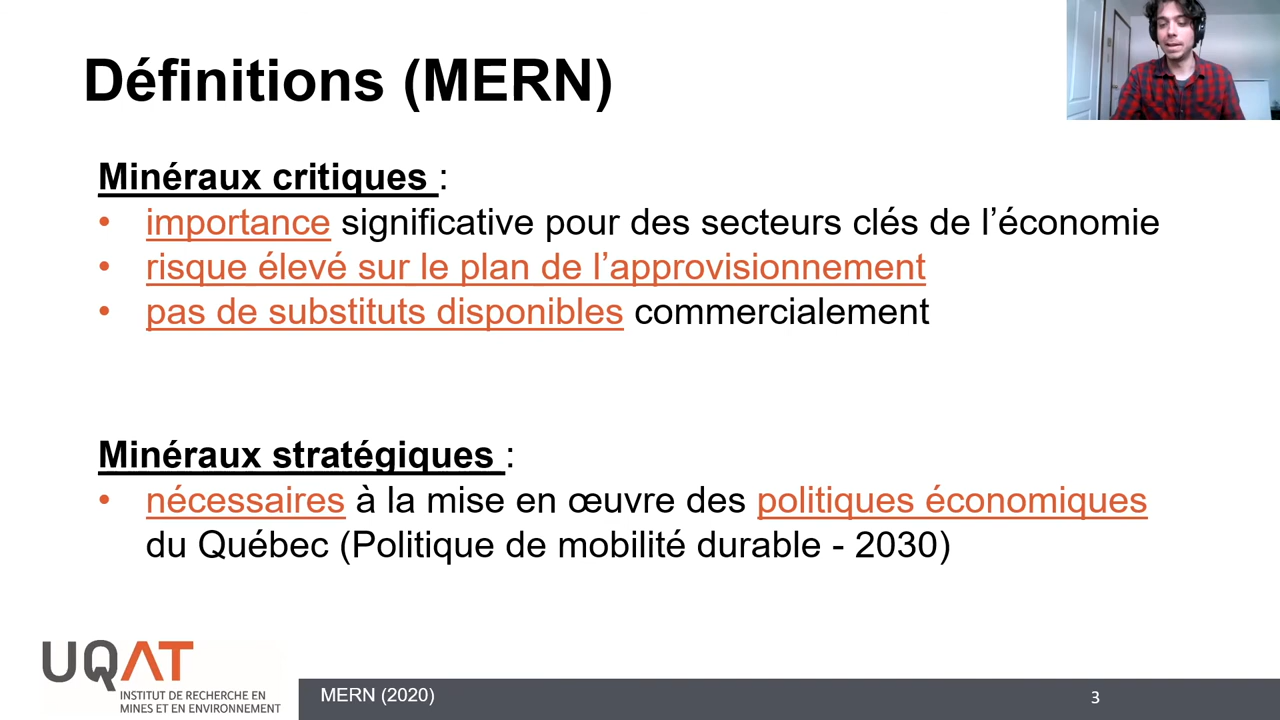 Définitions (MERN)
Minéraux critiques :
• importance significative pour des secteurs clés de l’économie
• risque élevé sur le plan de l’approvisionnement
• pas de substituts disponibles commercialement
Minéraux stratégiques :
• nécessaires à la mise en œuvre des politiques économiques
du Québec (Politique de mobilité durable - 2030)
UQAT
INSTITUT DE RECHERCHE EN
MINES ET EN ENVIRONNEMENT
MERN (2020)
3